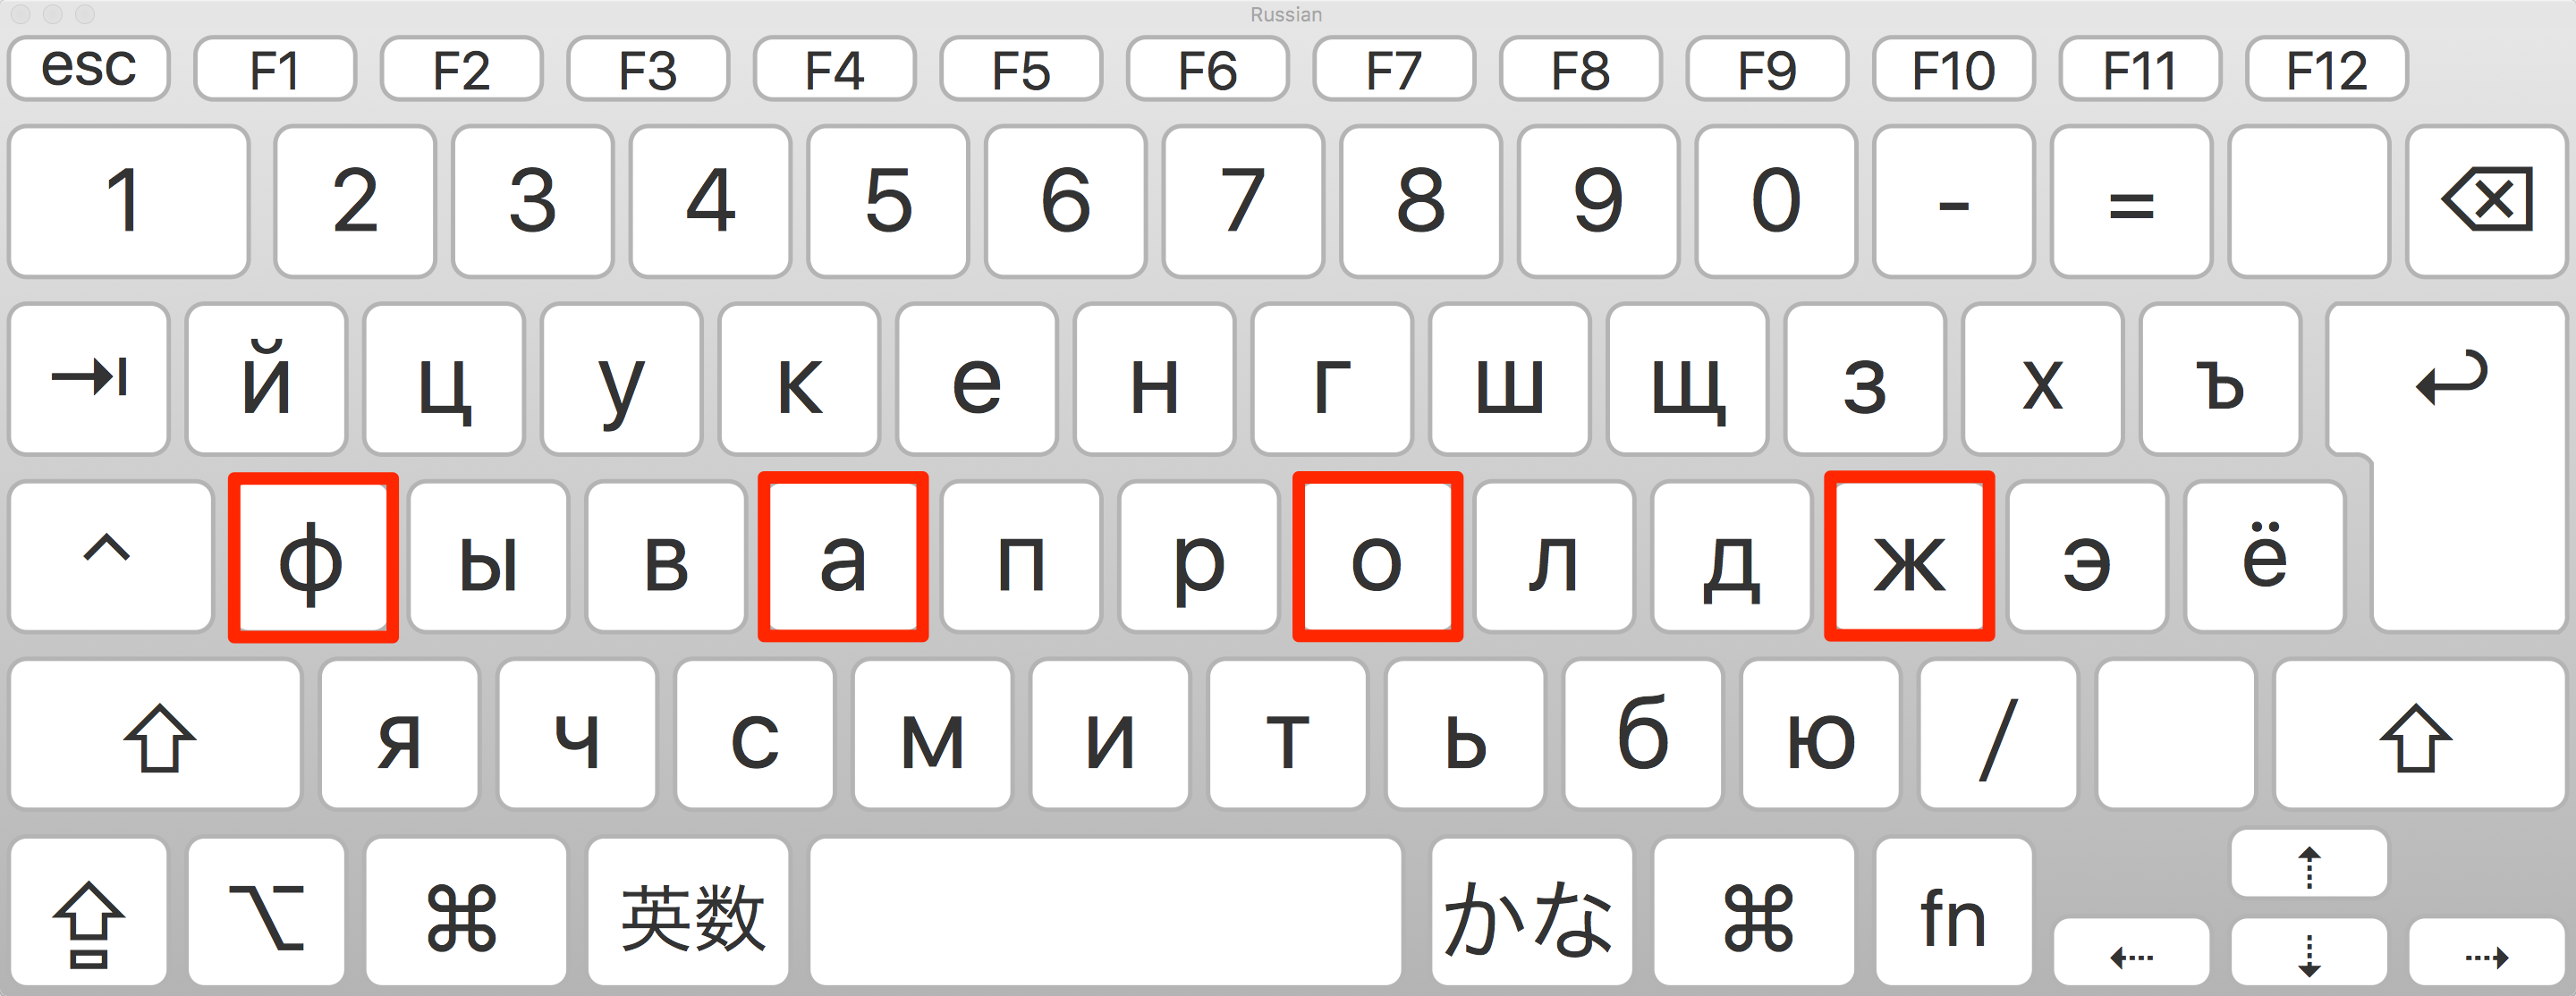 Russian
esc F1 F2 F3 F4 F5 F6 F7 F8 F9 F10 F11 F12
1 2 3 4 5 6 7 8 9 0 - =
й ц у к е н г ш щ з х ъ
^ ф ы в а п р о л д ж э ё
я ч с м и т ь б ю /
⌥ ⌘ 英数 かな ⌘ fn